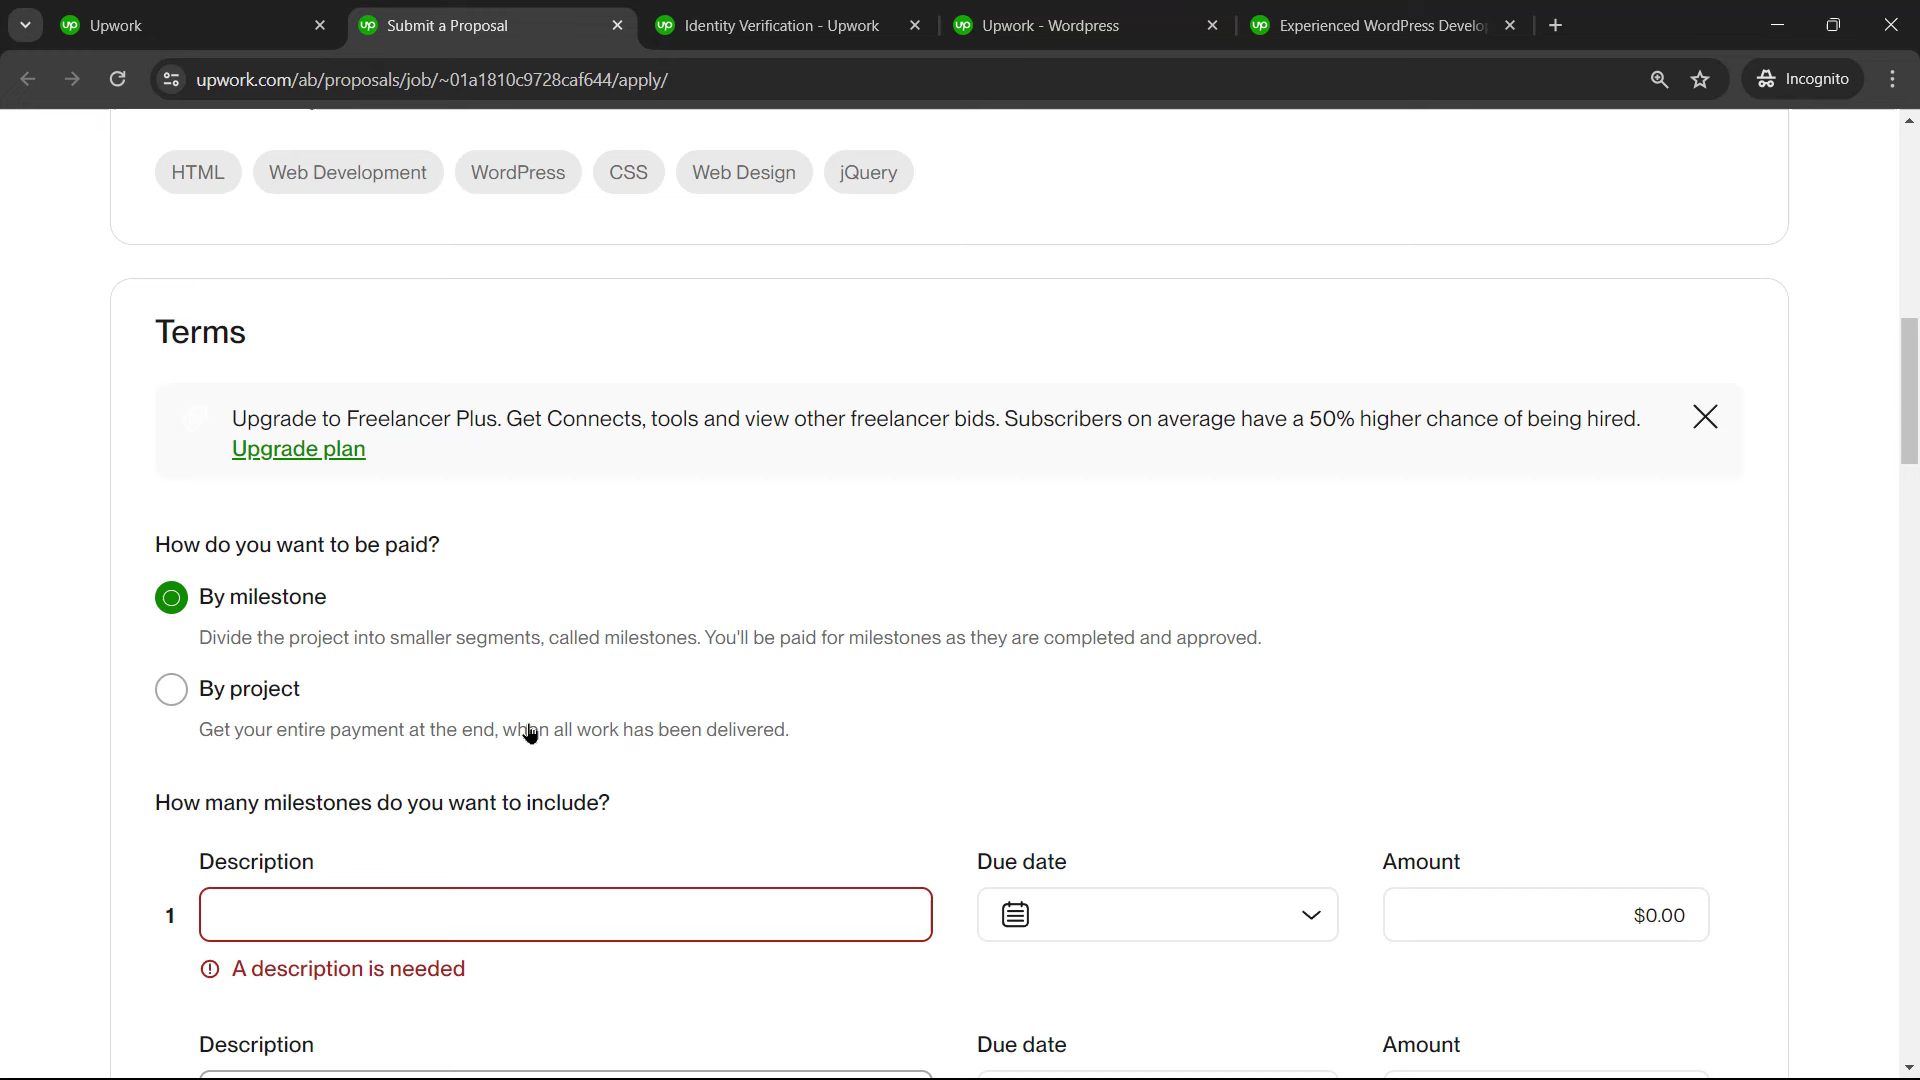 Upwork
Submit a Proposal
Identity Verification - Upwork
Upwork - Wordpress
Experienced WordPress Develo
upwork.com/ab/proposals/job/~01a1810c9728caf644/apply/
Incognito
HTML
Web Development
WordPress
CSS
Web Design
jQuery
Terms
Upgrade to Freelancer Plus. Get Connects, tools and view other freelancer bids. Subscribers on average have a 50% higher chance of being hired.
Upgrade plan
How do you want to be paid?
By milestone
Divide the project into smaller segments, called milestones. You'll be paid for milestones as they are completed and approved.
By project
Get your entire payment at the end, when all work has been delivered.
How many milestones do you want to include?
Description
Due date
Amount
1
$0.00
A description is needed
Description
Due date
Amount